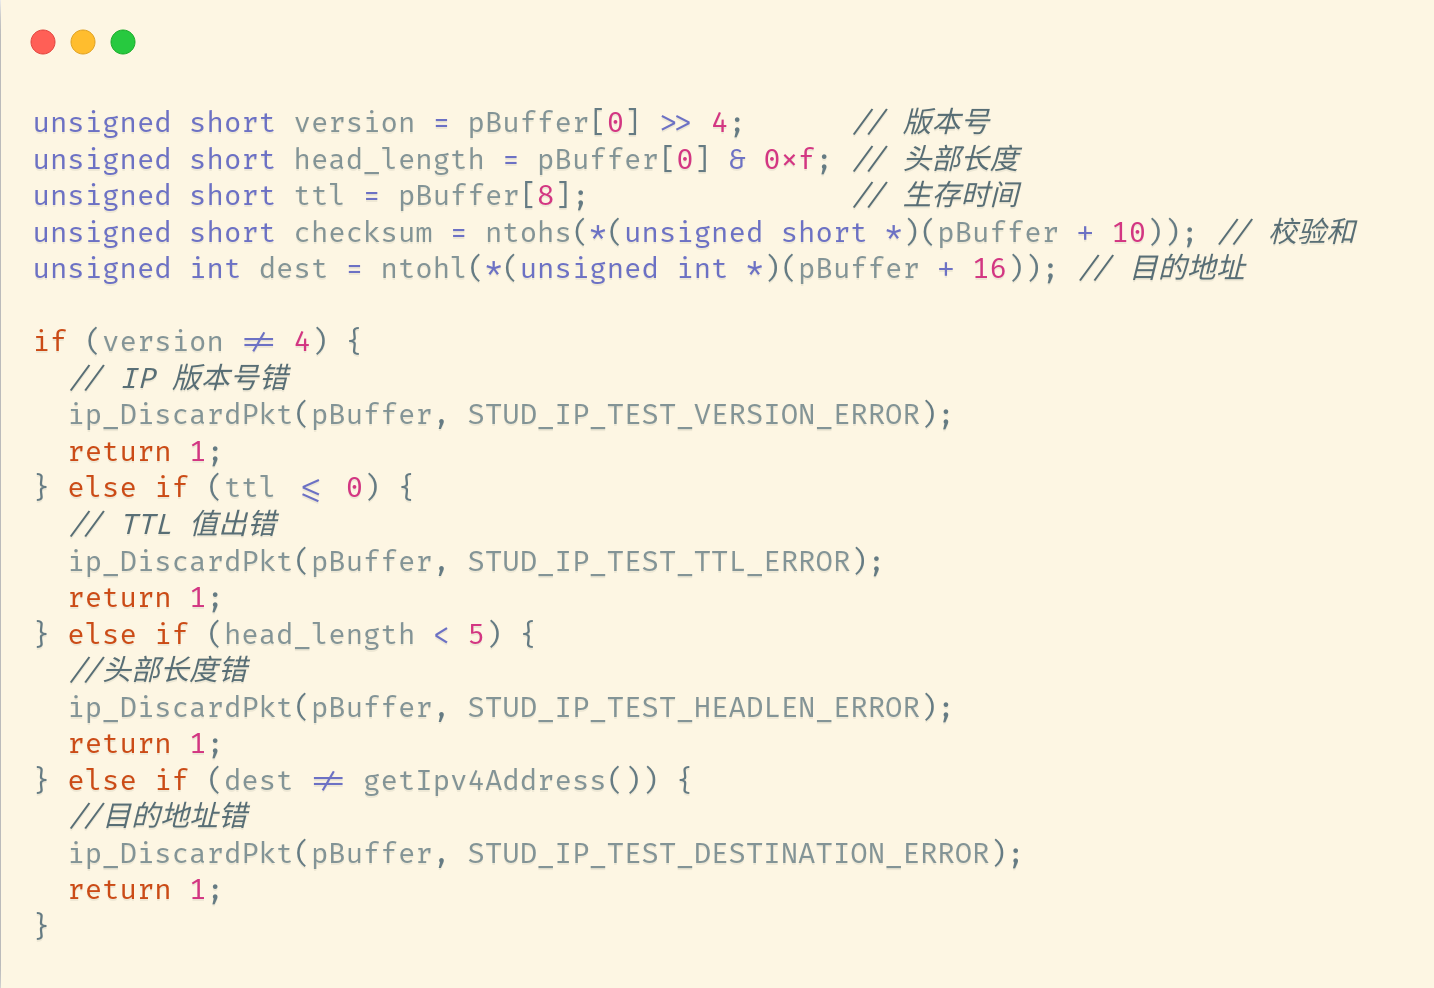 unsigned short version = pBuffer[0] >> 4;       // 版本号
unsigned short head_length = pBuffer[0] & 0xf; // 头部长度
unsigned short ttl = pBuffer[8];               // 生存时间
unsigned short checksum = ntohs(*(unsigned short *)(pBuffer + 10)); // 校验和
unsigned int dest = ntohl(*(unsigned int *)(pBuffer + 16)); // 目的地址

if (version != 4) {
  // IP 版本号错
  ip_DiscardPkt(pBuffer, STUD_IP_TEST_VERSION_ERROR);
  return 1;
} else if (ttl <= 0) {
  // TTL 值出错
  ip_DiscardPkt(pBuffer, STUD_IP_TEST_TTL_ERROR);
  return 1;
} else if (head_length < 5) {
  //头部长度错
  ip_DiscardPkt(pBuffer, STUD_IP_TEST_HEADLEN_ERROR);
  return 1;
} else if (dest != getIpv4Address()) {
  //目的地址错
  ip_DiscardPkt(pBuffer, STUD_IP_TEST_DESTINATION_ERROR);
  return 1;
}